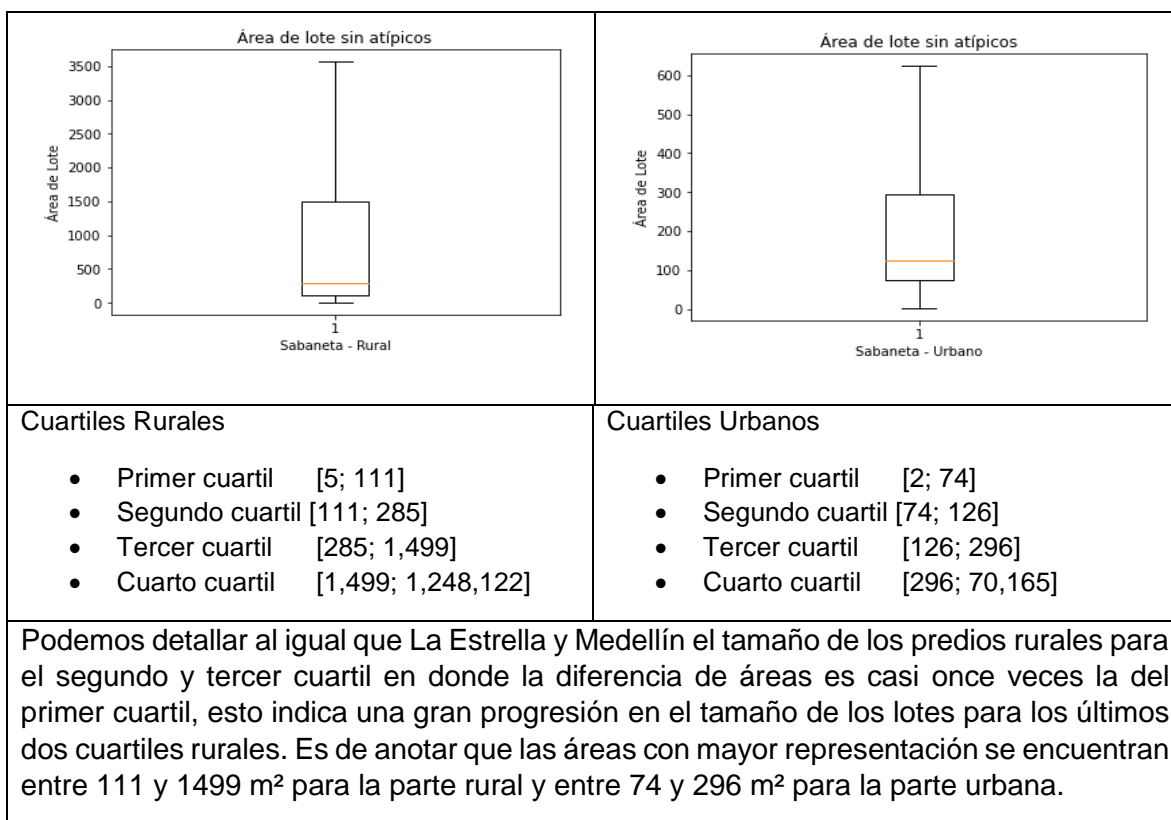 Área de lote sin atípicos
3500
3000
2500
2000
1500
1000
500
0
Área de Lote
1
Sabaneta - Rural
Área de lote sin atípicos
600
500
400
300
200
100
0
Área de Lote
1
Sabaneta - Urbano
Cuartiles Rurales
• Primer cuartil [5; 111]
• Segundo cuartil [111; 285]
• Tercer cuartil [285; 1,499]
• Cuarto cuartil [1,499; 1,248,122]
Cuartiles Urbanos
• Primer cuartil [2; 74]
• Segundo cuartil [74; 126]
• Tercer cuartil [126; 296]
• Cuarto cuartil [296; 70,165]
Podemos detallar al igual que La Estrella y Medellín el tamaño de los predios rurales para
el segundo y tercer cuartil en donde la diferencia de áreas es casi once veces la del
primer cuartil, esto indica una gran progresión en el tamaño de los lotes para los últimos
dos cuartiles rurales. Es de anotar que las áreas con mayor representación se encuentran
entre 111 y 1499 m² para la parte rural y entre 74 y 296 m² para la parte urbana.